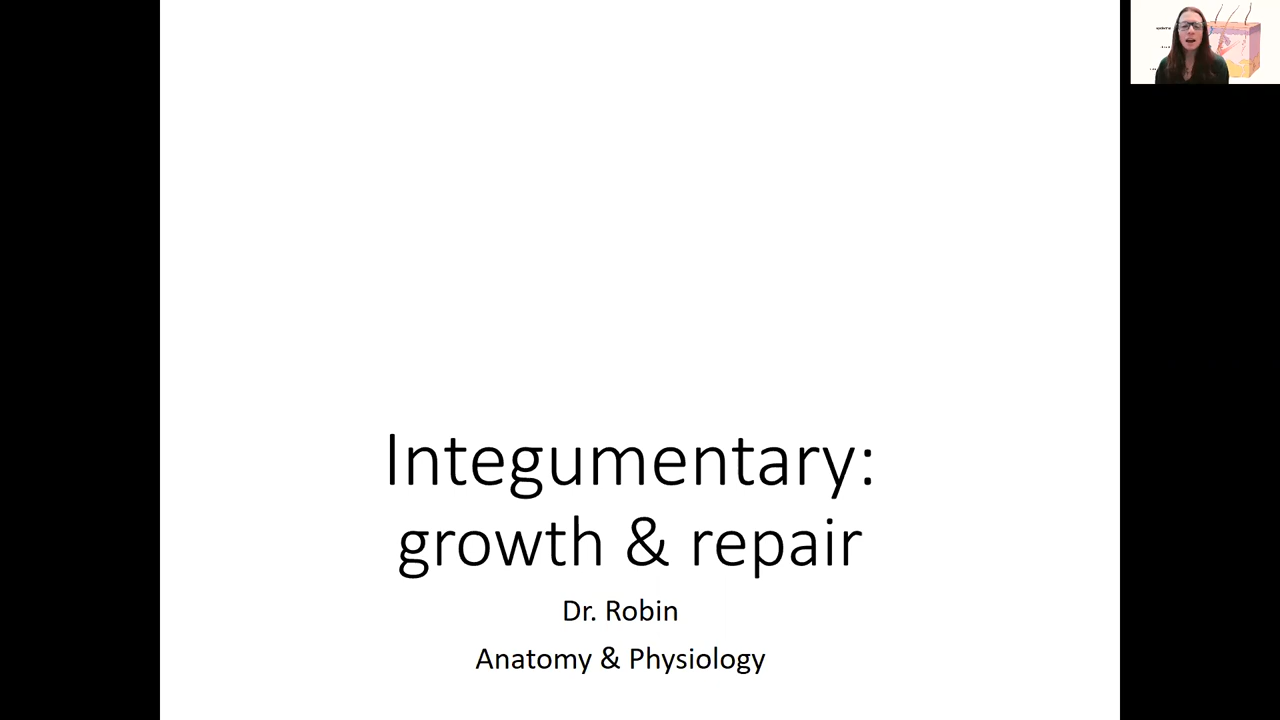 Integumentary:
growth & repair
Dr. Robin
Anatomy & Physiology